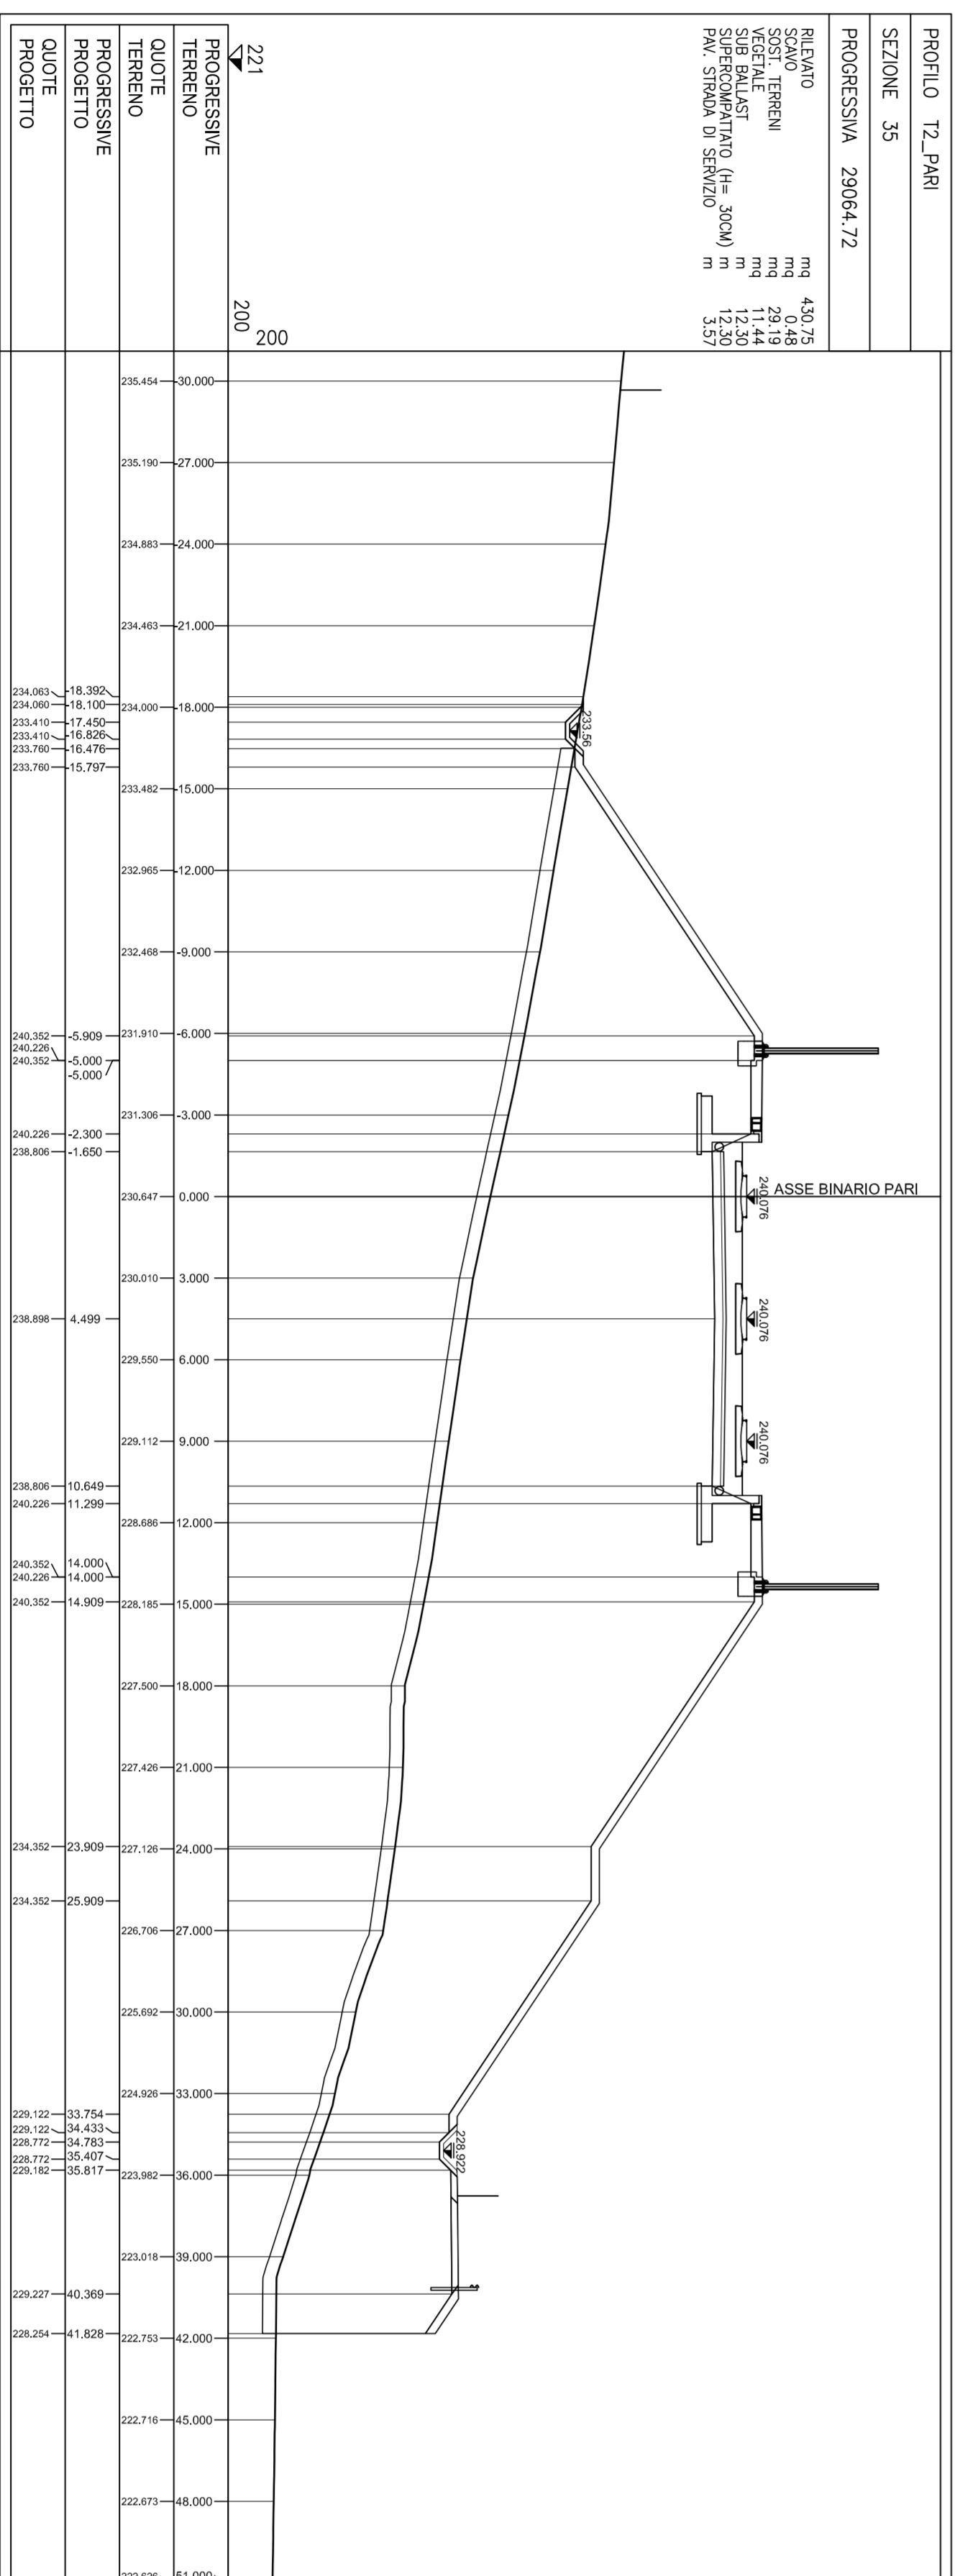 PROFILO T2_PARI
SEZIONE 35
PROGRESSIVA 29064.72
RILEVATO mq 430.75
SCAVO mq 0.48
SOST. TERRENI mq 29.19
VEGETALE mq 11.44
SUB BALLAST m 12.30
SUPERCOMPATTATO (H= 30CM) m 12.30
PAV. STRADA DI SERVIZIO m 3.57
240.076
240.076
240.076
ASSE BINARIO PARI
233.56
228.922
200
221
200
PROGRESSIVE
TERRENO
-30.000 -27.000 -24.000 -21.000 -18.000 -15.000 -12.000 -9.000 -6.000 -3.000 0.000 3.000 6.000 9.000 12.000 15.000 18.000 21.000 24.000 27.000 30.000 33.000 36.000 39.000 42.000 45.000 48.000 51.000
QUOTE
TERRENO
235.454 235.190 234.883 234.463 234.000 233.482 232.965 232.468 231.910 231.306 230.647 230.010 229.550 229.112 228.686 228.185 227.500 227.426 227.126 226.706 225.692 224.926 223.982 223.018 222.753 222.716 222.673
PROGRESSIVE
PROGETTO
-18.392 -18.100 -17.450 -16.826 -16.476 -15.797 -5.909 -5.000 -5.000 -2.300 -1.650 4.499 10.649 11.299 14.000 14.000 14.909 23.909 25.909 33.754 34.433 34.783 35.407 35.817 40.369 41.828
QUOTE
PROGETTO
234.063 234.060 233.410 233.410 233.760 233.760 240.352 240.226 240.352 240.226 238.806 238.898 238.806 240.226 240.352 240.226 240.352 234.352 234.352 229.122 229.122 228.772 228.772 229.182 229.227 228.254